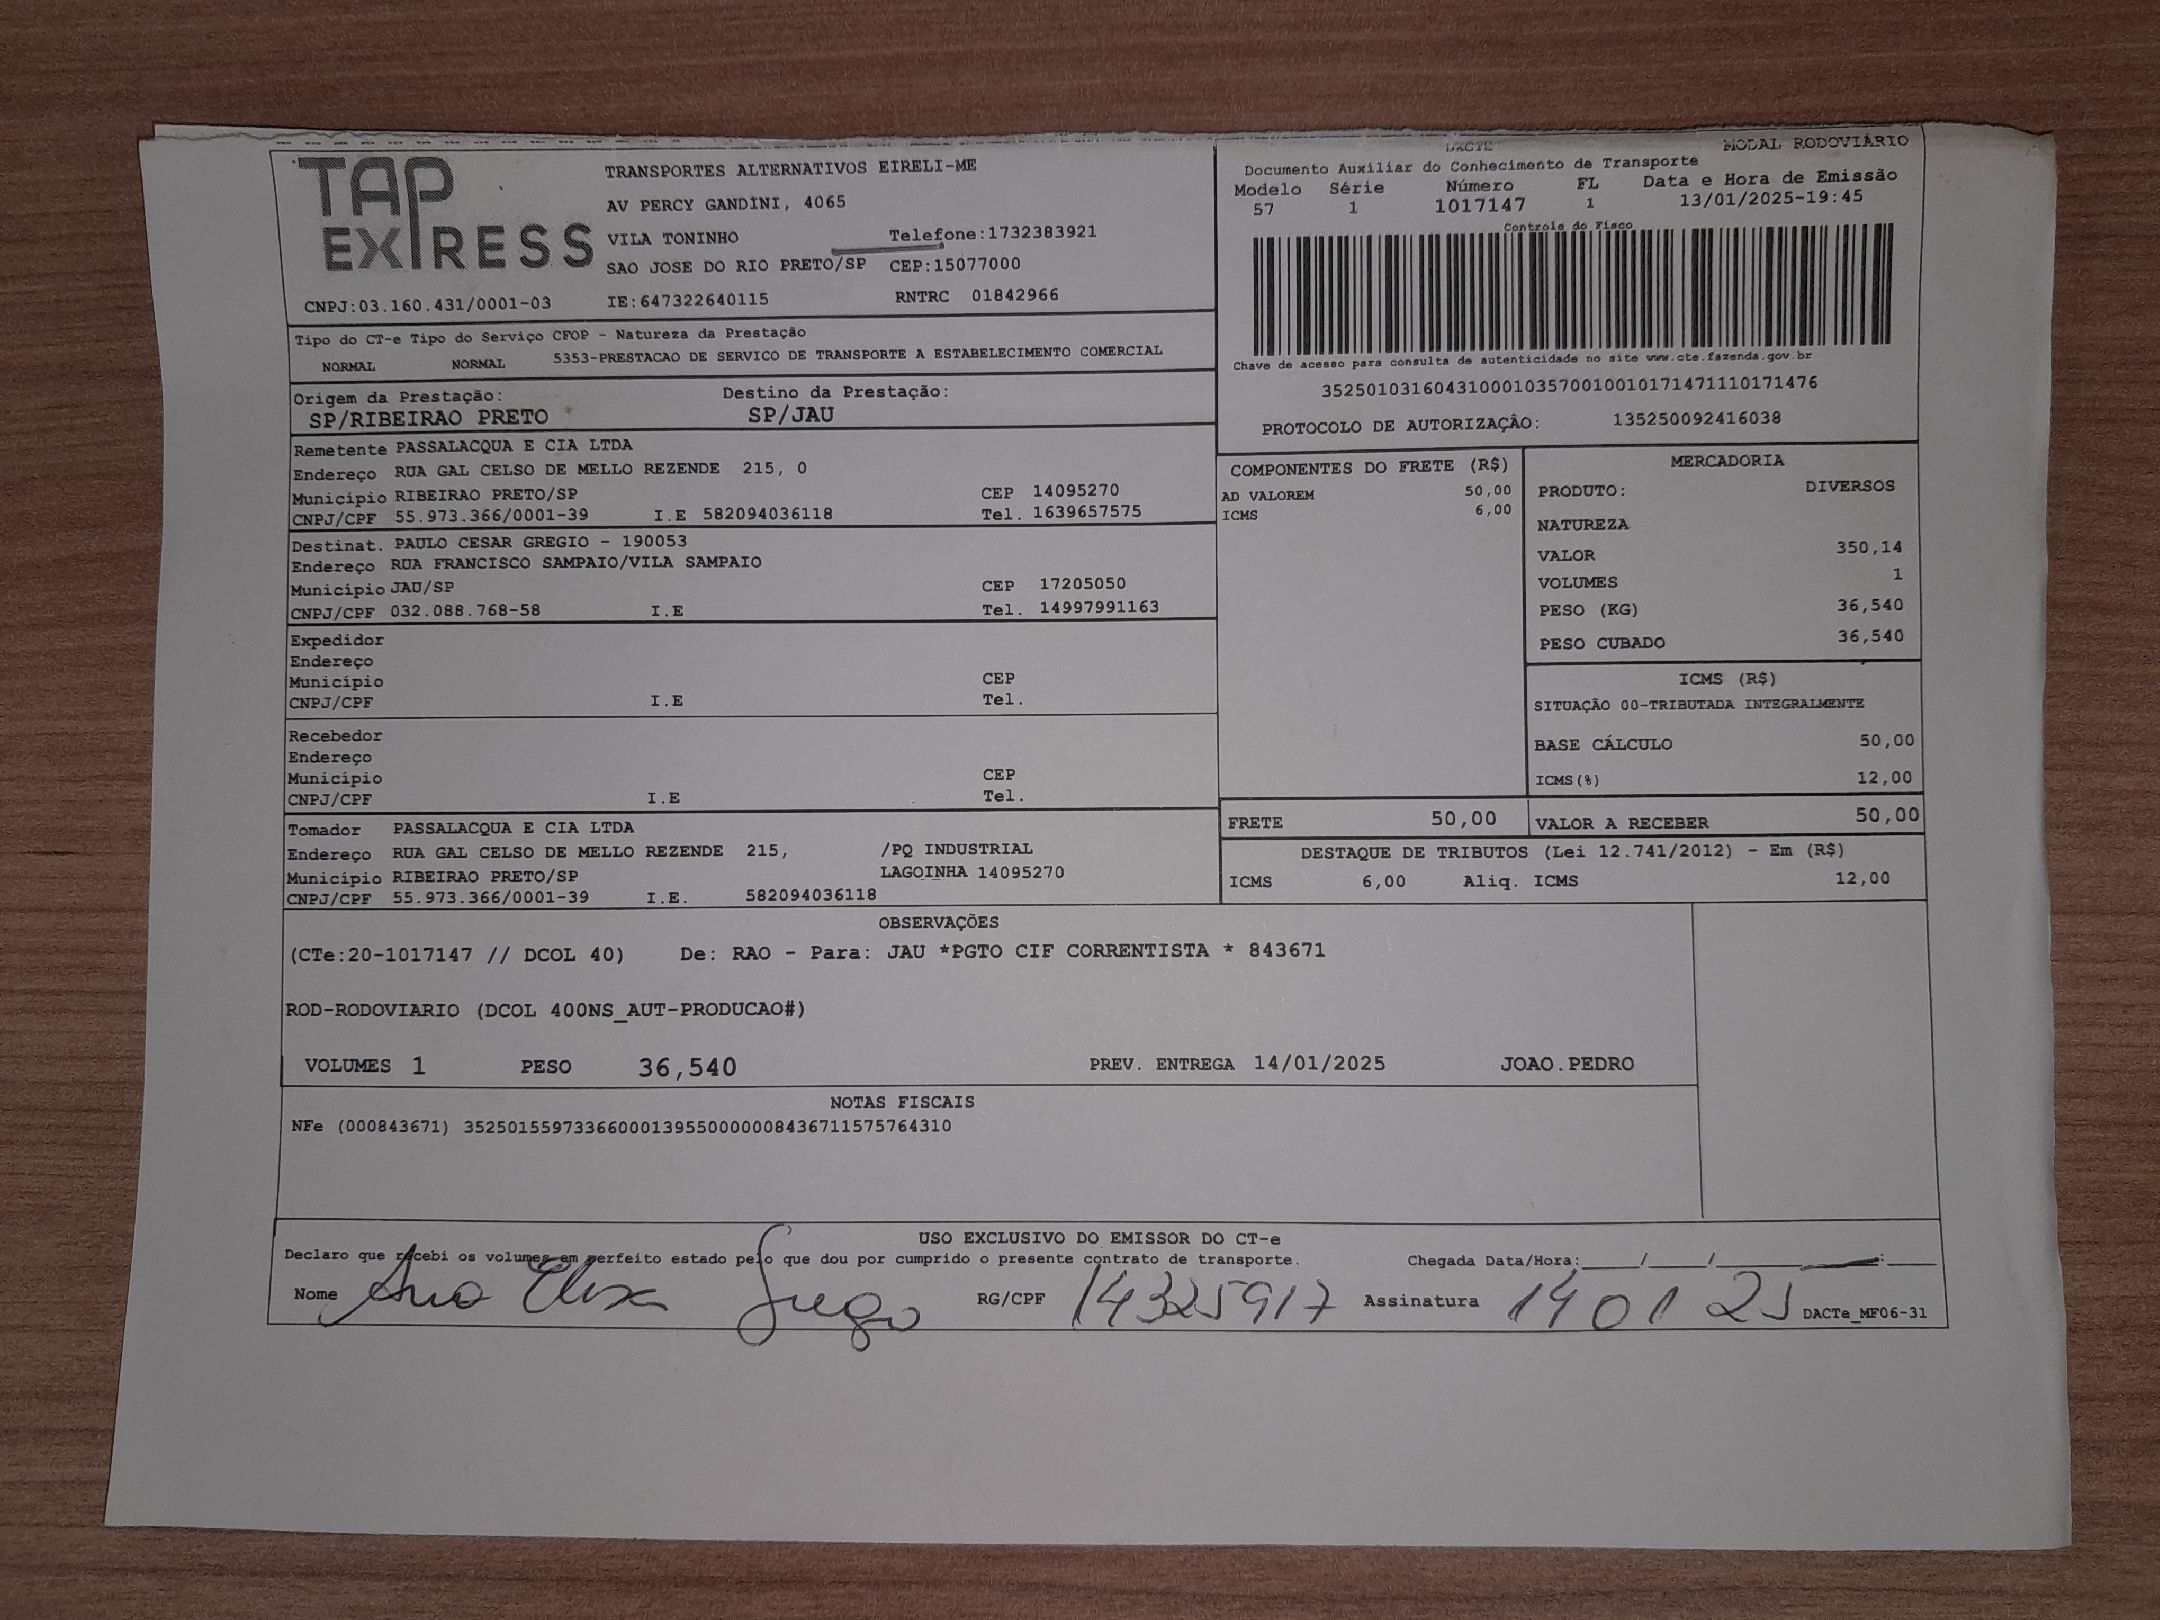 DACTE MODAL RODOVIÁRIO
TAP EXPRESS
TRANSPORTES ALTERNATIVOS EIRELI-ME
AV PERCY GANDINI, 4065
VILA TONINHO Telefone:1732383921
SAO JOSE DO RIO PRETO/SP CEP:15077000
CNPJ:03.160.431/0001-03 IE:647322640115 RNTRC 01842966
Documento Auxiliar do Conhecimento de Transporte
Modelo Série Número FL Data e Hora de Emissão
57 1 1017147 1 13/01/2025-19:45
Controle do Fisco
Chave de acesso para consulta de autenticidade no site www.cte.fazenda.gov.br
35250103160431000103570010010171471110171476
PROTOCOLO DE AUTORIZAÇÃO: 135250092416038
Tipo do CT-e Tipo do Serviço CFOP - Natureza da Prestação
NORMAL NORMAL 5353-PRESTACAO DE SERVICO DE TRANSPORTE A ESTABELECIMENTO COMERCIAL
Origem da Prestação: Destino da Prestação:
SP/RIBEIRAO PRETO SP/JAU
Remetente PASSALACQUA E CIA LTDA
Endereço RUA GAL CELSO DE MELLO REZENDE 215, 0
Município RIBEIRAO PRETO/SP CEP 14095270
CNPJ/CPF 55.973.366/0001-39 I.E 582094036118 Tel. 1639657575
Destinat. PAULO CESAR GREGIO - 190053
Endereço RUA FRANCISCO SAMPAIO/VILA SAMPAIO
Município JAU/SP CEP 17205050
CNPJ/CPF 032.088.768-58 I.E Tel. 14997991163
Expedidor
Endereço
Município CEP
CNPJ/CPF I.E Tel.
Recebedor
Endereço
Município CEP
CNPJ/CPF I.E Tel.
Tomador PASSALACQUA E CIA LTDA
Endereço RUA GAL CELSO DE MELLO REZENDE 215, /PQ INDUSTRIAL
Município RIBEIRAO PRETO/SP LAGOINHA 14095270
CNPJ/CPF 55.973.366/0001-39 I.E. 582094036118
COMPONENTES DO FRETE (R$)
AD VALOREM 50,00
ICMS 6,00
MERCADORIA
PRODUTO: DIVERSOS
NATUREZA
VALOR 350,14
VOLUMES 1
PESO (KG) 36,540
PESO CUBADO 36,540
ICMS (R$)
SITUAÇÃO 00-TRIBUTADA INTEGRALMENTE
BASE CÁLCULO 50,00
ICMS(%) 12,00
FRETE 50,00 VALOR A RECEBER 50,00
DESTAQUE DE TRIBUTOS (Lei 12.741/2012) - Em (R$)
ICMS 6,00 Aliq. ICMS 12,00
OBSERVAÇÕES
(CTe:20-1017147 // DCOL 40) De: RAO - Para: JAU *PGTO CIF CORRENTISTA * 843671
ROD-RODOVIARIO (DCOL 400NS_AUT-PRODUCAO#)
VOLUMES 1 PESO 36,540 PREV. ENTREGA 14/01/2025 JOAO.PEDRO
NOTAS FISCAIS
NFe (000843671) 35250155973366000139550000008436711575764310
USO EXCLUSIVO DO EMISSOR DO CT-e
Declaro que recebi os volumes em perfeito estado pelo que dou por cumprido o presente contrato de transporte. Chegada Data/Hora:____/____/____ ____:____
Nome Ana Elisa RG/CPF 14325917 Assinatura 14 01 25 DACTe_MF06-31